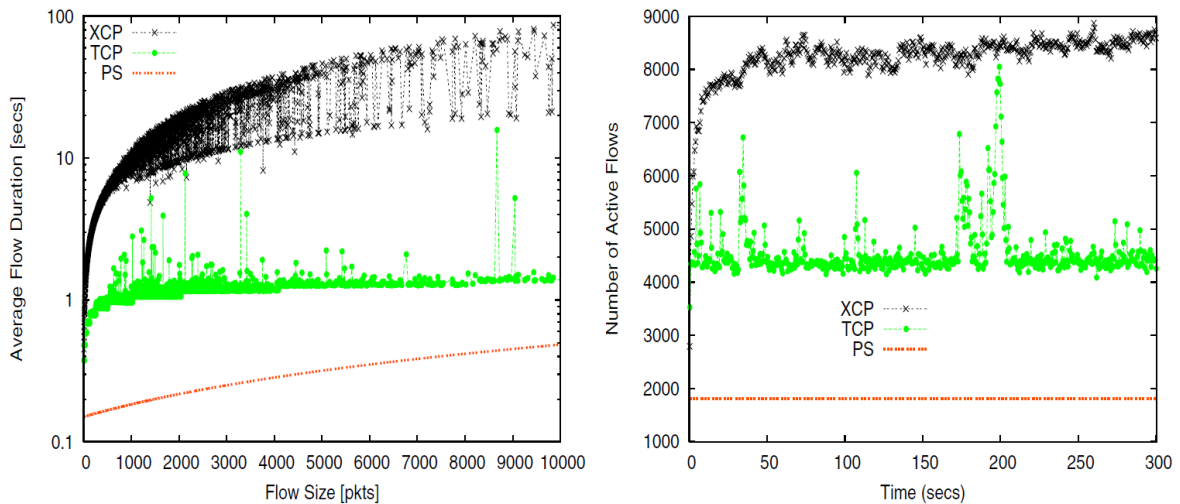 Average Flow Duration [secs]
100
10
1
0.1
XCP
TCP
PS
0 1000 2000 3000 4000 5000 6000 7000 8000 9000 10000
Flow Size [pkts]
Number of Active Flows
9000
8000
7000
6000
5000
4000
3000
2000
1000
XCP
TCP
PS
0 50 100 150 200 250 300
Time (secs)